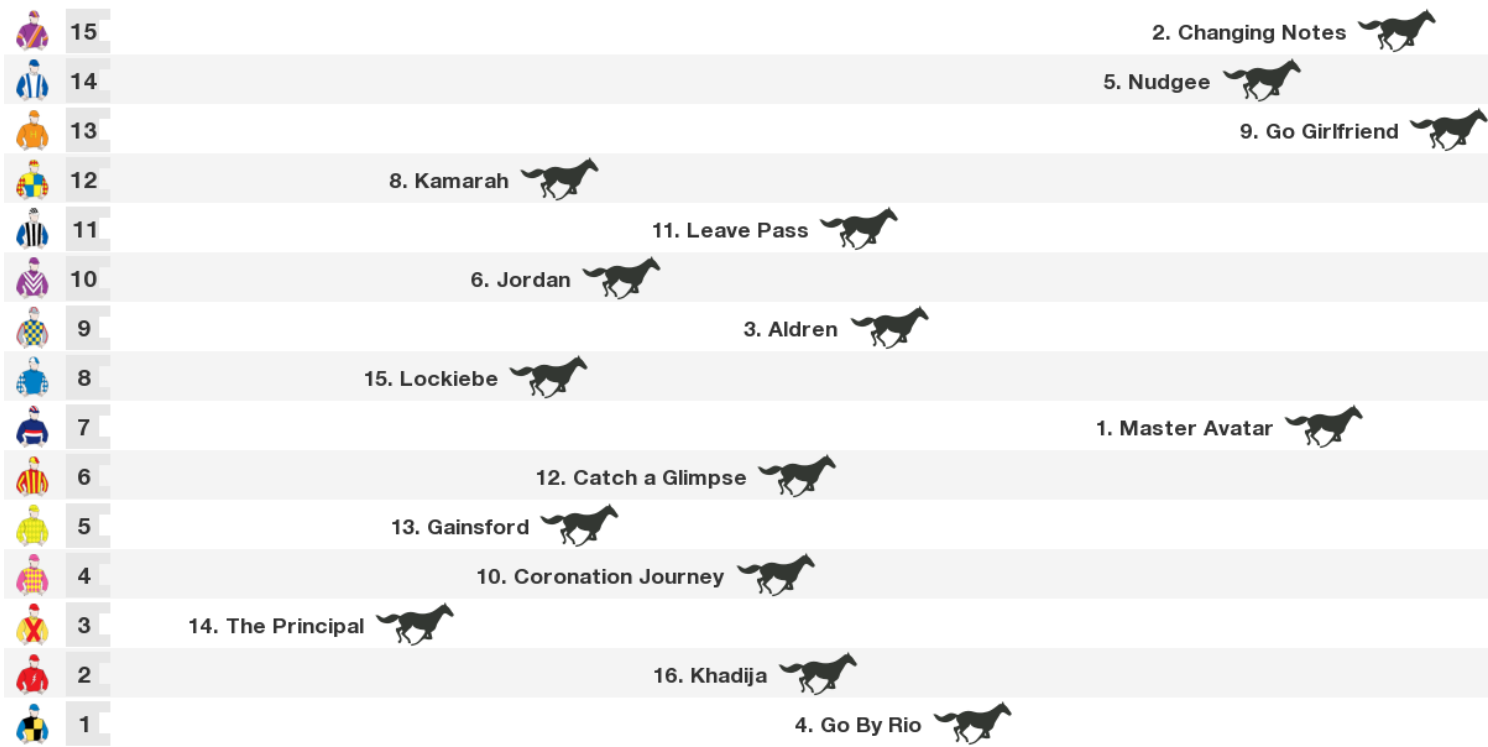 15 2. Changing Notes
14 5. Nudgee
13 9. Go Girlfriend
12 8. Kamarah
11 11. Leave Pass
10 6. Jordan
9 3. Aldren
8 15. Lockiebe
7 1. Master Avatar
6 12. Catch a Glimpse
5 13. Gainsford
4 10. Coronation Journey
3 14. The Principal
2 16. Khadija
1 4. Go By Rio